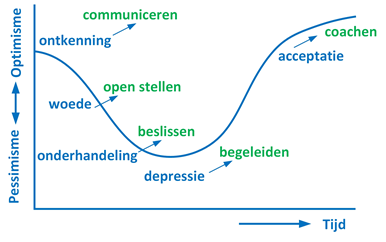 communiceren
ontkenning
coachen
acceptatie
open stellen
woede
beslissen
onderhandeling
begeleiden
depressie
Optimisme
Pessimisme
Tijd